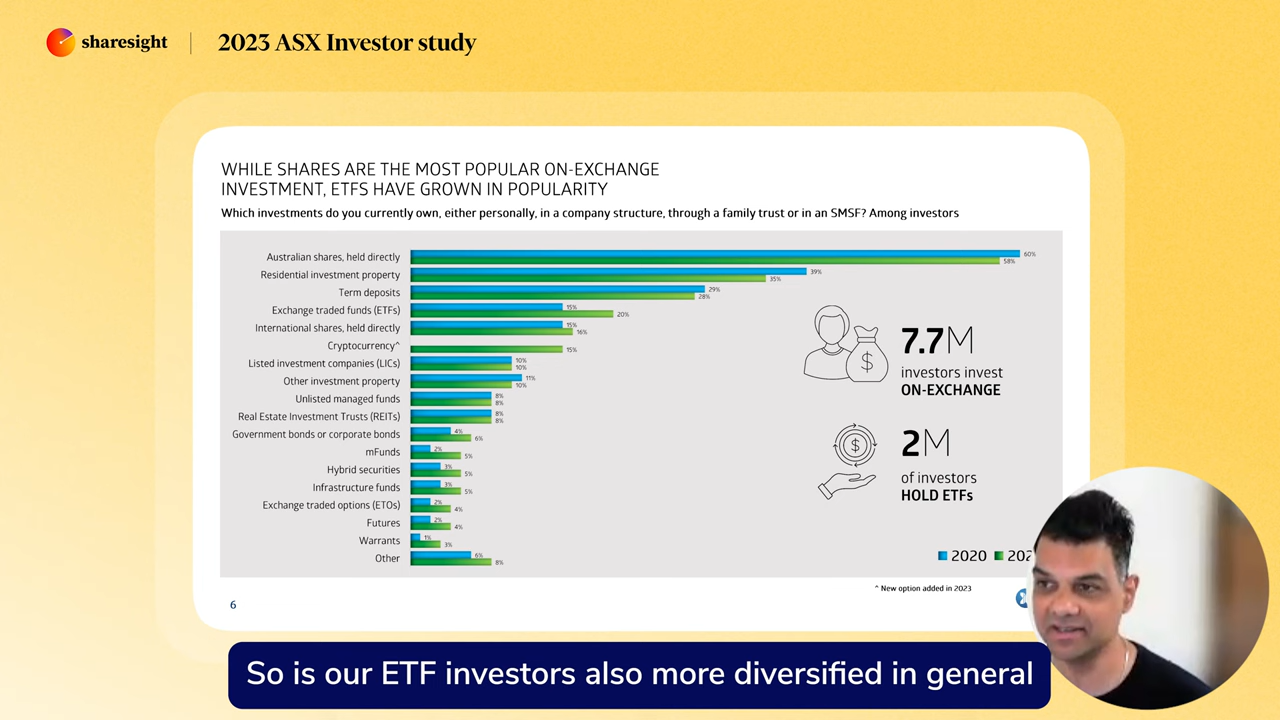 sharesight
2023 ASX Investor study
WHILE SHARES ARE THE MOST POPULAR ON-EXCHANGE
INVESTMENT, ETFS HAVE GROWN IN POPULARITY
Which investments do you currently own, either personally, in a company structure, through a family trust or in an SMSF? Among investors
Australian shares, held directly 60% 58%
Residential investment property 39% 35%
Term deposits 29% 28%
Exchange traded funds (ETFs) 15% 20%
International shares, held directly 15% 16%
Cryptocurrency^ 15%
Listed investment companies (LICs) 10% 10%
Other investment property 11% 10%
Unlisted managed funds 8% 8%
Real Estate Investment Trusts (REITs) 8% 8%
Government bonds or corporate bonds 4% 6%
mFunds 2% 5%
Hybrid securities 3% 5%
Infrastructure funds 3% 5%
Exchange traded options (ETOs) 2% 4%
Futures 2% 4%
Warrants 1% 3%
Other 6% 8%
7.7M
investors invest
ON-EXCHANGE
2M
of investors
HOLD ETFs
2020 202
^ New option added in 2023
6
So is our ETF investors also more diversified in general